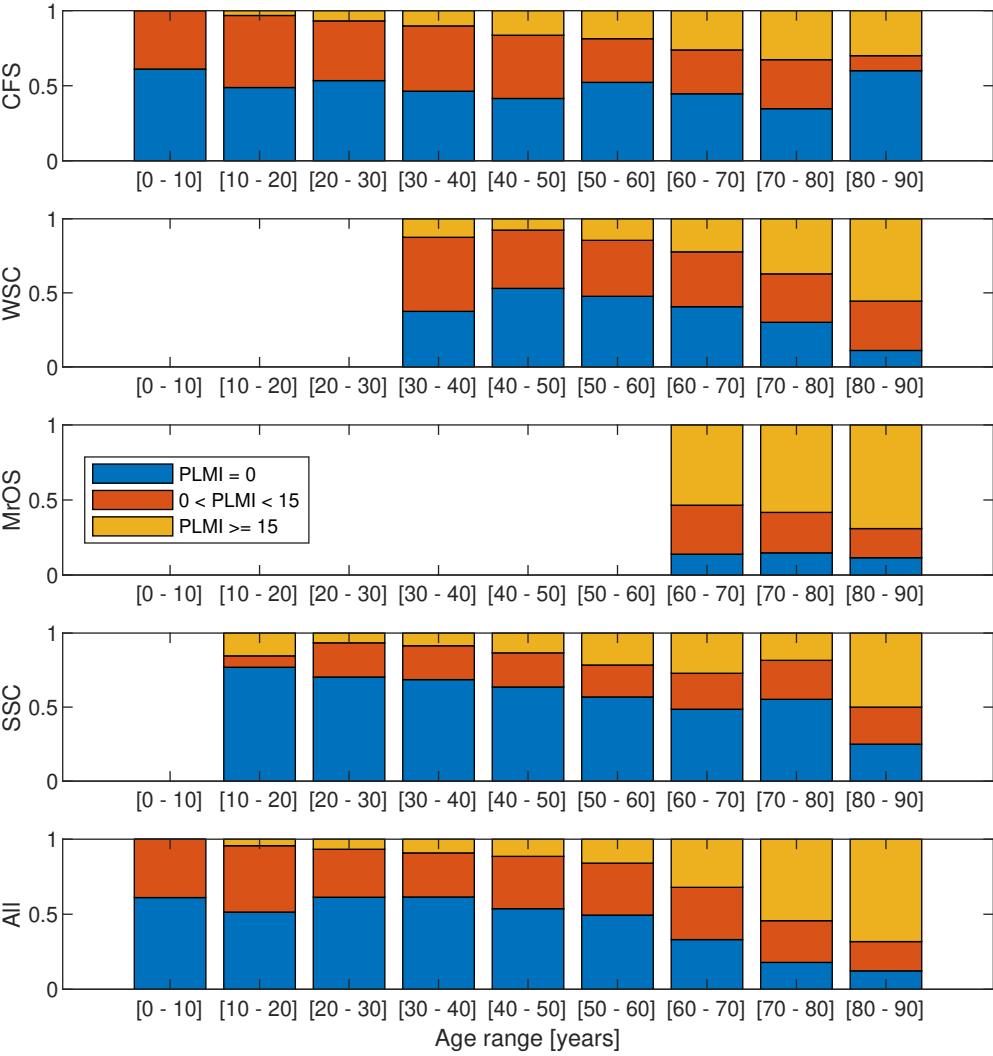 1
0.5
0
CFS
[0 - 10] [10 - 20] [20 - 30] [30 - 40] [40 - 50] [50 - 60] [60 - 70] [70 - 80] [80 - 90]
1
0.5
0
WSC
[0 - 10] [10 - 20] [20 - 30] [30 - 40] [40 - 50] [50 - 60] [60 - 70] [70 - 80] [80 - 90]
1
0.5
0
MrOS
PLMI = 0
0 < PLMI < 15
PLMI >= 15
[0 - 10] [10 - 20] [20 - 30] [30 - 40] [40 - 50] [50 - 60] [60 - 70] [70 - 80] [80 - 90]
1
0.5
0
SSC
[0 - 10] [10 - 20] [20 - 30] [30 - 40] [40 - 50] [50 - 60] [60 - 70] [70 - 80] [80 - 90]
1
0.5
0
All
[0 - 10] [10 - 20] [20 - 30] [30 - 40] [40 - 50] [50 - 60] [60 - 70] [70 - 80] [80 - 90]
Age range [years]